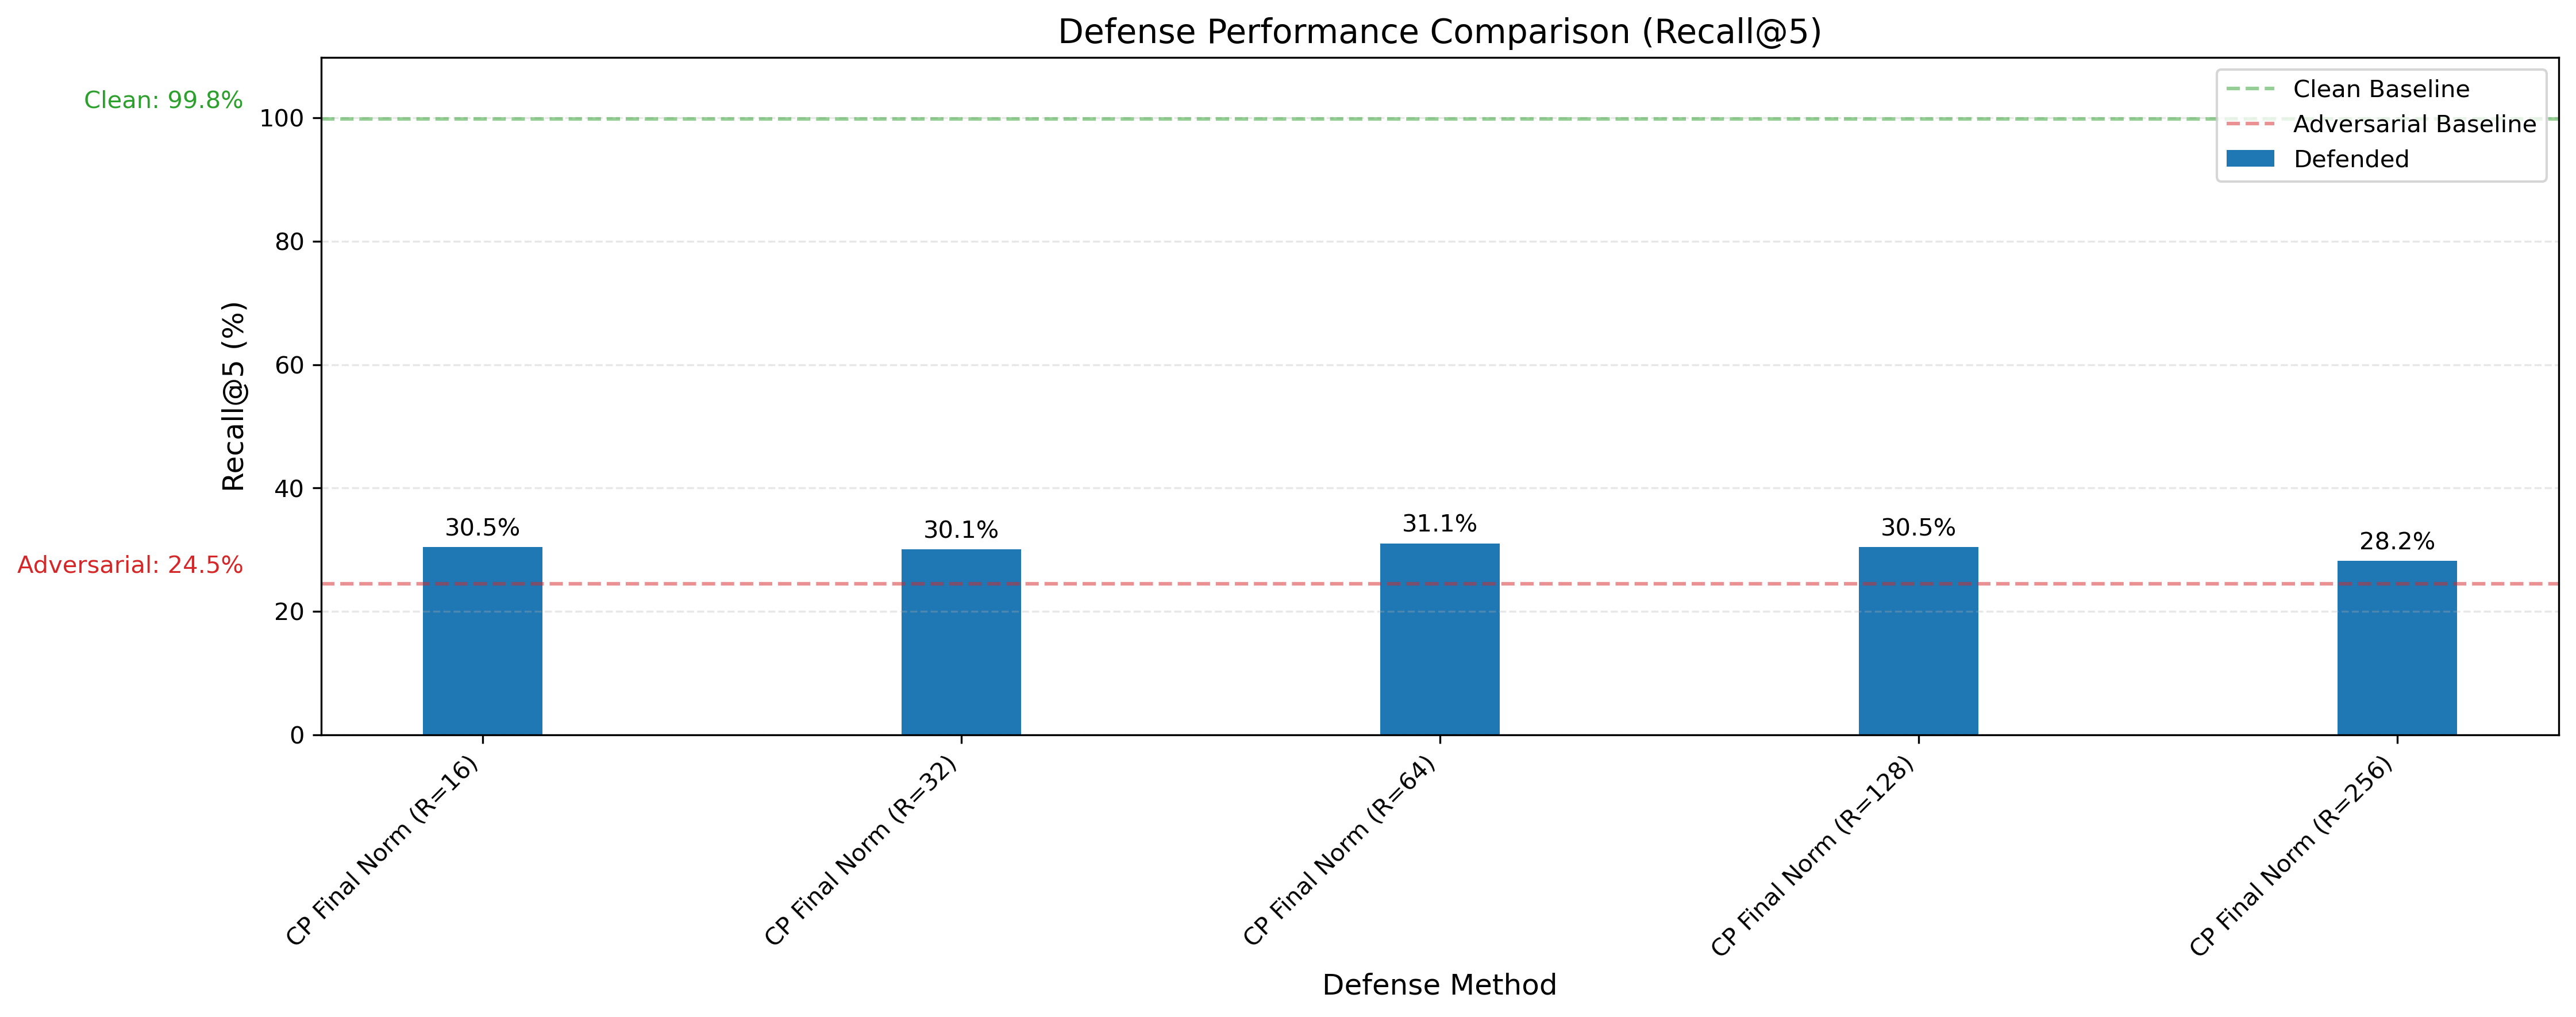 Defense Performance Comparison (Recall@5)
Clean: 99.8%
Adversarial: 24.5%
Recall@5 (%)
100
80
60
40
20
0
Clean Baseline
Adversarial Baseline
Defended
30.5%
30.1%
31.1%
30.5%
28.2%
CP Final Norm (R=16)
CP Final Norm (R=32)
CP Final Norm (R=64)
CP Final Norm (R=128)
CP Final Norm (R=256)
Defense Method